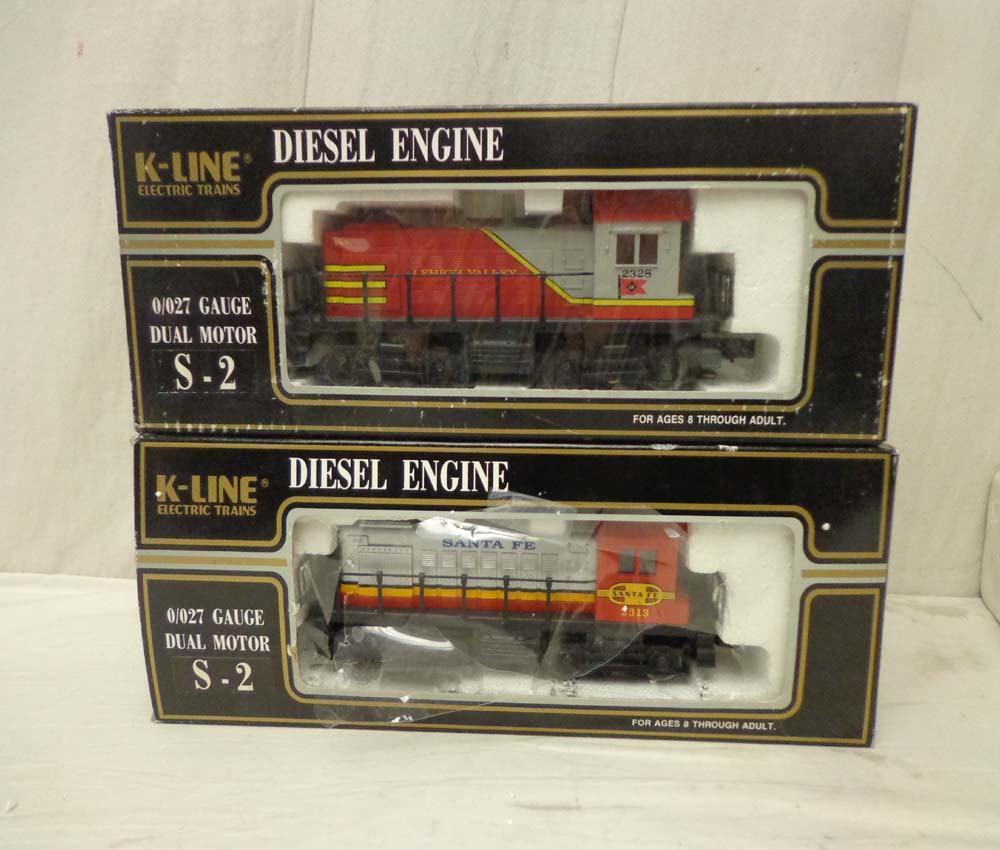 K-LINE®
ELECTRIC TRAINS
DIESEL ENGINE
LEHIGH VALLEY
2328
0/027 GAUGE
DUAL MOTOR
S-2
FOR AGES 8 THROUGH ADULT.
K-LINE®
ELECTRIC TRAINS
DIESEL ENGINE
SANTA FE
SANTA FE
2313
0/027 GAUGE
DUAL MOTOR
S-2
FOR AGES 8 THROUGH ADULT.